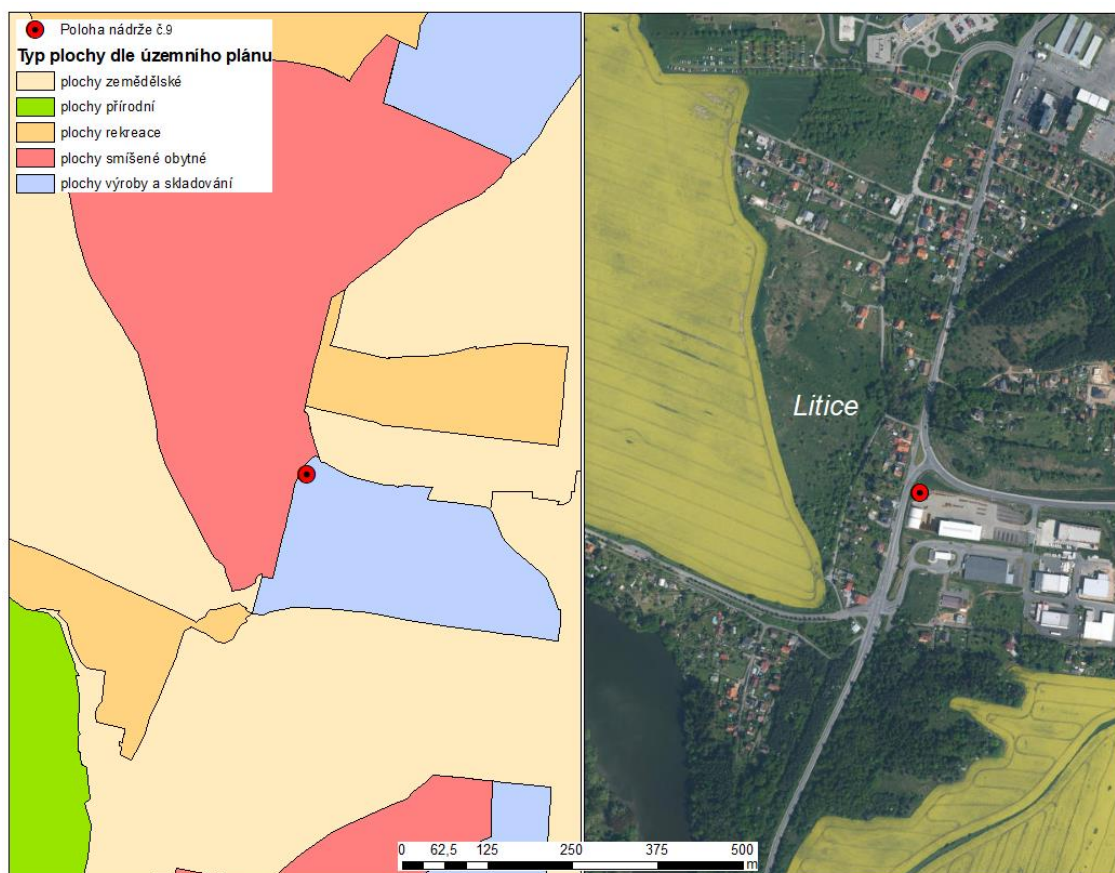 Poloha nádrže č.9
Typ plochy dle územního plánu
plochy zemědělské
plochy přírodní
plochy rekreace
plochy smíšené obytné
plochy výroby a skladování
Litice
0 62,5 125 250 375 500
m